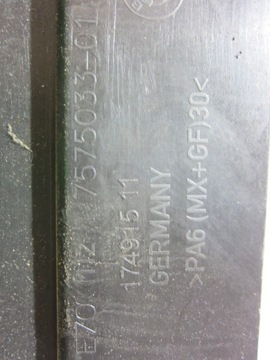 E70 7575033-01
174915 11
GERMANY
>PA6(MX+GF)30<